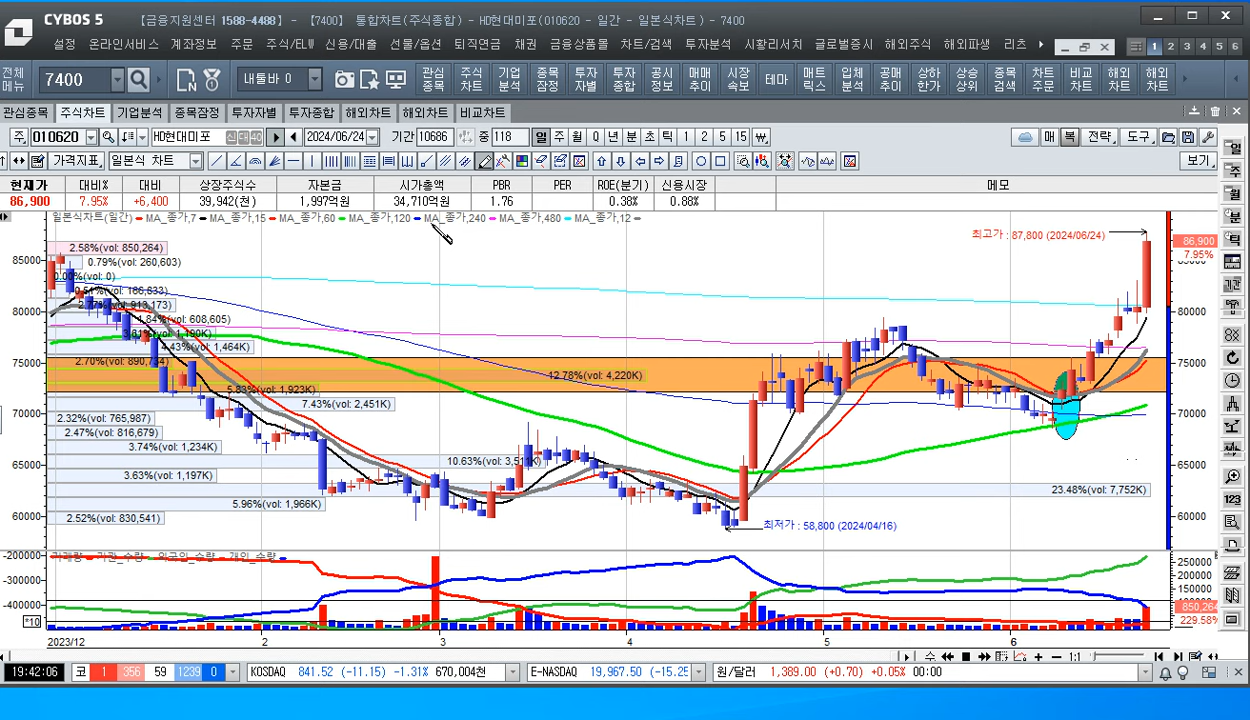 CYBOS 5 【금융지원센터 1588-4488】 - 【7400】 통합차트(주식종합) - HD현대미포(010620 - 일간 - 일본식차트) - 7400
설정 온라인서비스 계좌정보 주문 주식/ELW 신용/대출 선물/옵션 퇴직연금 채권 금융상품몰 차트/검색 투자분석 시황리서치 글로벌증시 해외주식 해외파생 리츠 1 2 3 4 5 6
전체메뉴 7400 내툴바 0 관심종목 주식차트 기업분석 종목잠정 투자자별 투자종합 공시정보 매매추이 시장속보 테마 매트릭스 입체분석 공매추이 상하한가 상승상위 종목검색 차트주문 비교차트 해외차트 해외차트
관심종목 주식차트 기업분석 종목잠정 투자자별 투자종합 해외차트 해외차트 비교차트
주 010620 HD현대미포 신 대 40 2024/06/24 기간 10686 중 118 일 주 월 Q 년 분 초 틱 1 2 3 5 15 매 복 전략 도구
가격지표 일본식 차트 보기
현재가 대비% 대비 상장주식수 자본금 시가총액 PBR PER ROE(분기) 신용시장 메모
86,900 7.95% +6,400 39,942(천) 1,997억원 34,710억원 1.76 0.38% 0.88%
일본식차트(일간) MA_종가,7 MA_종가,15 MA_종가,60 MA_종가,120 MA_종가,240 MA_종가,480 MA_종가,12
최고가 : 87,800 (2024/06/24)
86,900
7.95%
2.58%(vol: 850,264)
0.79%(vol: 260,603)
85000
0.00%(vol: 0)
0.51%(vol: 166,833)
2.77%(vol: 913,173)
80000
1.84%(vol: 608,605)
3.61%(vol: 1,190K)
4.43%(vol: 1,464K)
75000
2.70%(vol: 890,734)
12.78%(vol: 4,220K)
5.83%(vol: 1,923K)
7.43%(vol: 2,451K)
70000
2.32%(vol: 765,987)
2.47%(vol: 816,679)
3.74%(vol: 1,234K)
10.63%(vol: 3,511K)
65000
3.63%(vol: 1,197K)
23.48%(vol: 7,752K)
5.96%(vol: 1,966K)
60000
2.52%(vol: 830,541)
최저가 : 58,800 (2024/04/16)
거래량 기관_수량 외국인_수량 개인_수량
-200000 250000
-300000 200000
150000
-400000 850,264
*10 229.58%
2023/12 2 3 4 5 6
1:1
19:42:06 코 1 356 59 1239 0 KOSDAQ 841.52 (-11.15) -1.31% 670,004천 E-NASDAQ 19,967.50 (-15.25 원/달러 1,389.00 (+0.70) +0.05% 00:00